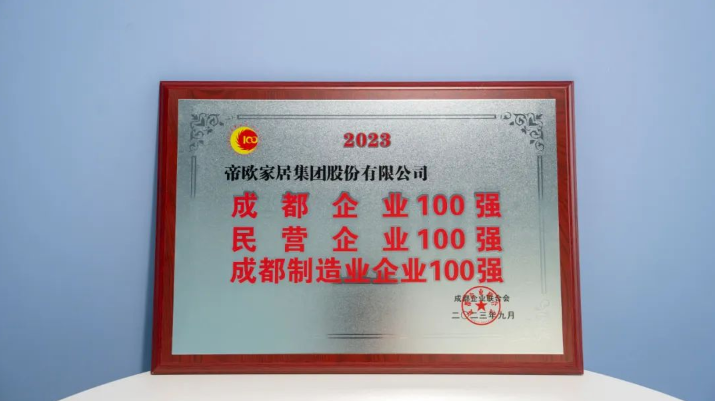 100
2023
帝欧家居集团股份有限公司
成都企业100强
民营企业100强
成都制造业企业100强
成都企业联合会
二〇二三年九月